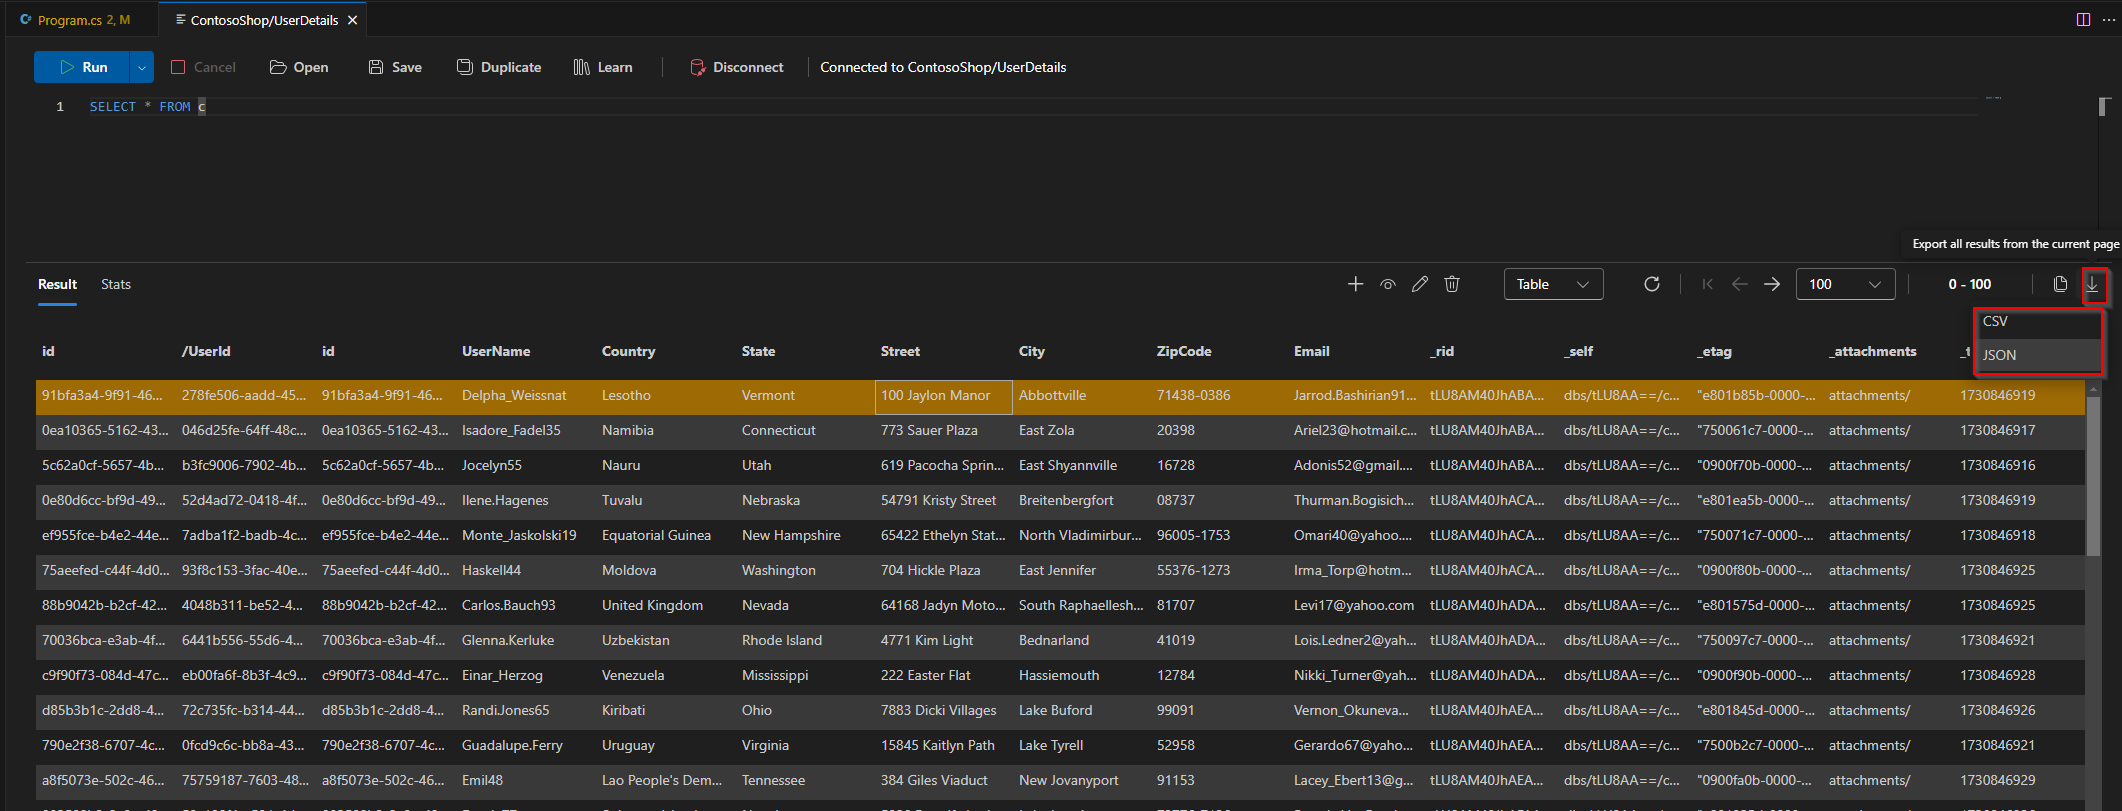 Program.cs 2, M ContosoShop/UserDetails
Run Cancel Open Save Duplicate Learn Disconnect Connected to ContosoShop/UserDetails
1 SELECT * FROM c
Export all results from the current page
Result Stats Table 100 0 - 100
CSV
JSON
id /UserId id UserName Country State Street City ZipCode Email _rid _self _etag _attachments
91bfa3a4-9f91-46... 278fe506-aadd-45... 91bfa3a4-9f91-46... Delpha_Weissnat Lesotho Vermont 100 Jaylon Manor Abbottville 71438-0386 Jarrod.Bashirian91... tLU8AM40JhABA... dbs/tLU8AA==/c... "e801b85b-0000-... attachments/ 1730846919
0ea10365-5162-43... 046d25fe-64ff-48c... 0ea10365-5162-43... Isadore_Fadel35 Namibia Connecticut 773 Sauer Plaza East Zola 20398 Ariel23@hotmail.c... tLU8AM40JhABA... dbs/tLU8AA==/c... "750061c7-0000-... attachments/ 1730846917
5c62a0cf-5657-4b... b3fc9006-7902-4b... 5c62a0cf-5657-4b... Jocelyn55 Nauru Utah 619 Pacocha Sprin... East Shyannville 16728 Adonis52@gmail.... tLU8AM40JhABA... dbs/tLU8AA==/c... "0900f70b-0000-... attachments/ 1730846916
0e80d6cc-bf9d-49... 52d4ad72-0418-4f... 0e80d6cc-bf9d-49... Ilene.Hagenes Tuvalu Nebraska 54791 Kristy Street Breitenbergfort 08737 Thurman.Bogisich... tLU8AM40JhACA... dbs/tLU8AA==/c... "e801ea5b-0000-... attachments/ 1730846919
ef955fce-b4e2-44e... 7adba1f2-badb-4c... ef955fce-b4e2-44e... Monte_Jaskolski19 Equatorial Guinea New Hampshire 65422 Ethelyn Stat... North Vladimirbur... 96005-1753 Omari40@yahoo.... tLU8AM40JhACA... dbs/tLU8AA==/c... "750071c7-0000-... attachments/ 1730846918
75aeefed-c44f-4d0... 93f8c153-3fac-40e... 75aeefed-c44f-4d0... Haskell44 Moldova Washington 704 Hickle Plaza East Jennifer 55376-1273 Irma_Torp@hotm... tLU8AM40JhACA... dbs/tLU8AA==/c... "0900f80b-0000-... attachments/ 1730846925
88b9042b-b2cf-42... 4048b311-be52-4... 88b9042b-b2cf-42... Carlos.Bauch93 United Kingdom Nevada 64168 Jadyn Moto... South Raphaellesh... 81707 Levi17@yahoo.com tLU8AM40JhADA... dbs/tLU8AA==/c... "e801575d-0000-... attachments/ 1730846925
70036bca-e3ab-4f... 6441b556-55d6-4... 70036bca-e3ab-4f... Glenna.Kerluke Uzbekistan Rhode Island 4771 Kim Light Bednarland 41019 Lois.Ledner2@yah... tLU8AM40JhADA... dbs/tLU8AA==/c... "750097c7-0000-... attachments/ 1730846921
c9f90f73-084d-47c... eb00fa6f-8b3f-4c9... c9f90f73-084d-47c... Einar_Herzog Venezuela Mississippi 222 Easter Flat Hassiemouth 12784 Nikki_Turner@yah... tLU8AM40JhADA... dbs/tLU8AA==/c... "0900f90b-0000-... attachments/ 1730846928
d85b3b1c-2dd8-4... 72c735fc-b314-44... d85b3b1c-2dd8-4... RandiJones65 Kiribati Ohio 7883 Dicki Villages Lake Buford 99091 Vernon_Okuneva... tLU8AM40JhAEA... dbs/tLU8AA==/c... "e801845d-0000-... attachments/ 1730846926
790e2f38-6707-4c... 0fcd9c6c-bb8a-43... 790e2f38-6707-4c... Guadalupe.Ferry Uruguay Virginia 15845 Kaitlyn Path Lake Tyrell 52958 Gerardo67@yaho... tLU8AM40JhAEA... dbs/tLU8AA==/c... "7500b2c7-0000-... attachments/ 1730846921
a8f5073e-502c-46... 75759187-7603-48... a8f5073e-502c-46... Emil48 Lao People's Dem... Tennessee 384 Giles Viaduct New Jovanyport 91153 Lacey_Ebert13@g... tLU8AM40JhAEA... dbs/tLU8AA==/c... "0900fa0b-0000-... attachments/ 1730846929